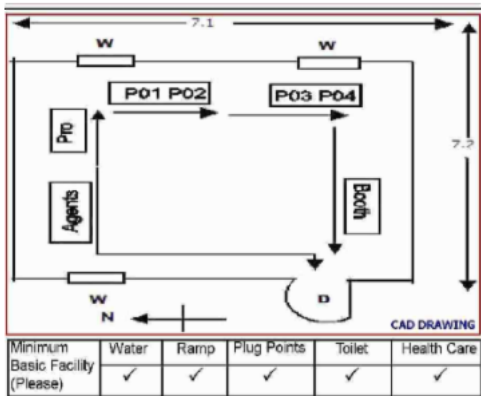 7.1
W W
P01 P02 P03 P04
7.2
Pro
Agents
Booth
W
D
N
CAD DRAWING
Minimum Basic Facility (Please) Water Ramp Plug Points Toilet Health Care
✓ ✓ ✓ ✓ ✓